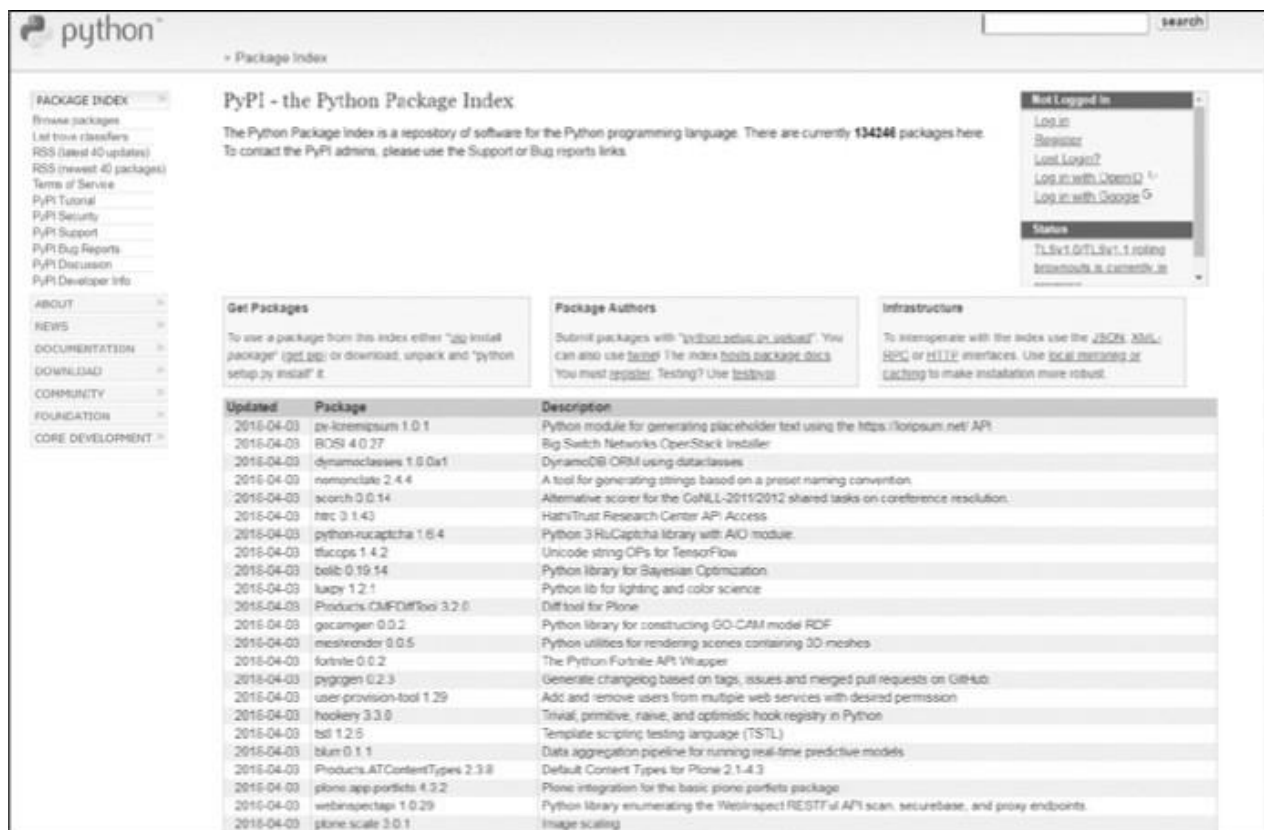 python™
search
» Package Index
PACKAGE INDEX »
Browse packages
List trove classifiers
RSS (latest 40 updates)
RSS (newest 40 packages)
Terms of Service
PyPI Tutorial
PyPI Security
PyPI Support
PyPI Bug Reports
PyPI Discussion
PyPI Developer Info
ABOUT »
NEWS »
DOCUMENTATION »
DOWNLOAD »
COMMUNITY »
FOUNDATION »
CORE DEVELOPMENT »
PyPI - the Python Package Index
The Python Package Index is a repository of software for the Python programming language. There are currently 134246 packages here.
To contact the PyPI admins, please use the Support or Bug reports links.
Not Logged In
Log in
Register
Lost Login?
Log in with OpenID
Log in with Google G
Status
TLSv1.0/TLSv1.1 rolling
brownouts is currently in
Get Packages
To use a package from this index either "pip install
package" (get pip) or download, unpack and "python
setup.py install" it.
Package Authors
Submit packages with "python setup.py upload". You
can also use twine! The index hosts package docs.
You must register. Testing? Use testpypi.
Infrastructure
To interoperate with the index use the JSON, XML-
RPC or HTTP interfaces. Use local mirroring or
caching to make installation more robust.
Updated Package Description
2018-04-03 py-loremipsum 1.0.1 Python module for generating placeholder text using the https://loripsum.net/ API
2018-04-03 BOSI 4.0.27 Big Switch Networks OpenStack Installer
2018-04-03 dynamoclasses 1.0.0a1 DynamoDB ORM using dataclasses
2018-04-03 nomenclate 2.4.4 A tool for generating strings based on a preset naming convention.
2018-04-03 scorch 0.0.14 Alternative scorer for the CoNLL-2011/2012 shared tasks on coreference resolution.
2018-04-03 htrc 0.1.43 HathiTrust Research Center API Access
2018-04-03 python-rucaptcha 1.6.4 Python 3 RuCaptcha library with AIO module.
2018-04-03 tfucops 1.4.2 Unicode string OPs for TensorFlow
2018-04-03 bolib 0.19.14 Python library for Bayesian Optimization
2018-04-03 luxpy 1.2.1 Python lib for lighting and color science
2018-04-03 Products.CMFDiffTool 3.2.0 Diff tool for Plone
2018-04-03 gocamgen 0.0.2 Python library for constructing GO-CAM model RDF
2018-04-03 meshrender 0.0.5 Python utilities for rendering scenes containing 3D meshes
2018-04-03 fortnite 0.0.2 The Python Fortnite API Wrapper
2018-04-03 pygcgen 0.2.3 Generate changelog based on tags, issues and merged pull requests on GitHub
2018-04-03 user-provision-tool 1.29 Add and remove users from multiple web services with desired permission
2018-04-03 hookery 3.3.0 Trivial, primitive, naive, and optimistic hook registry in Python
2018-04-03 tstl 1.2.6 Template scripting testing language (TSTL)
2018-04-03 blurr 0.1.1 Data aggregation pipeline for running real-time predictive models
2018-04-03 Products.ATContentTypes 2.3.8 Default Content Types for Plone 2.1-4.3
2018-04-03 plone.app.portlets 4.3.2 Plone integration for the basic plone portlets package
2018-04-03 webinspectapi 1.0.29 Python library enumerating the WebInspect RESTFul API scan, securebase, and proxy endpoints.
2018-04-03 plone.scale 3.0.1 Image scaling